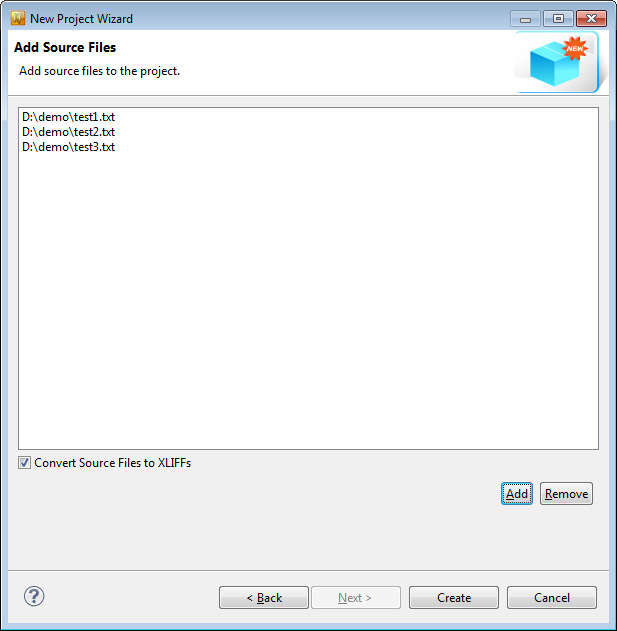 New Project Wizard
Add Source Files
Add source files to the project.
NEW
D:\demo\test1.txt
D:\demo\test2.txt
D:\demo\test3.txt
Convert Source Files to XLIFFs
Add Remove
? < Back Next > Create Cancel